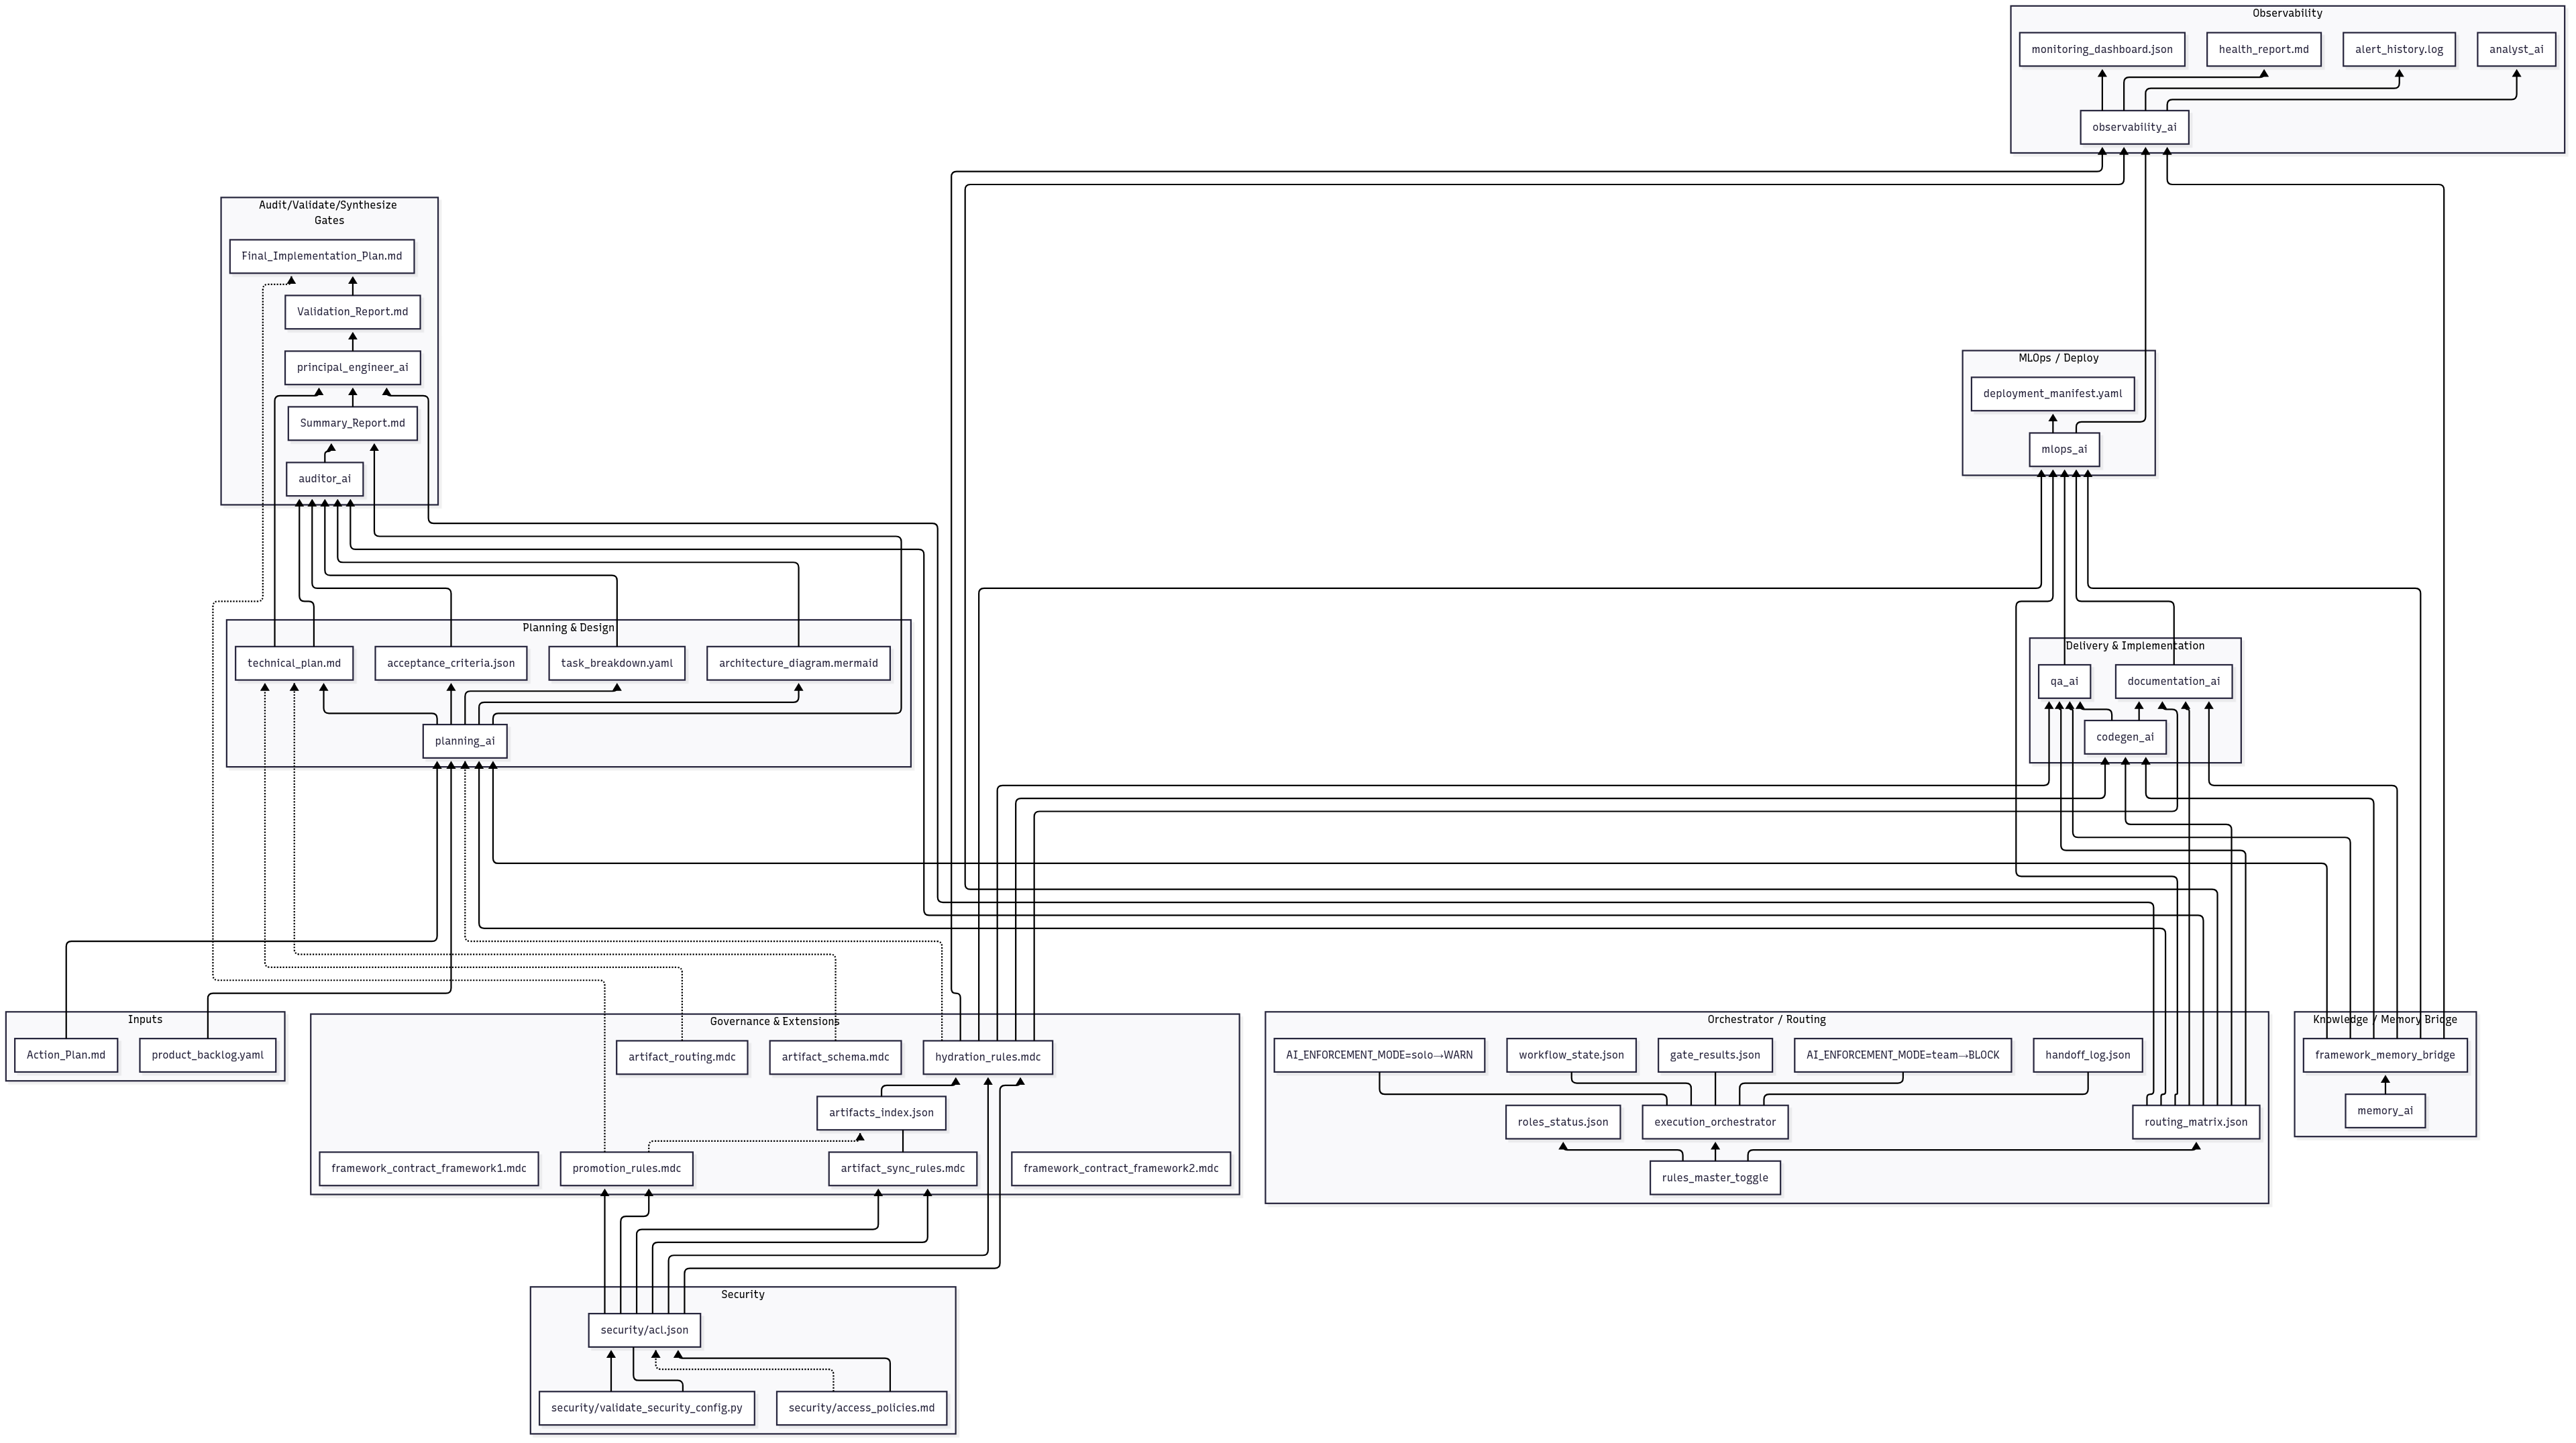 Observability
monitoring_dashboard.json
health_report.md
alert_history.log
analyst_ai
observability_ai
Audit/Validate/Synthesize
Gates
Final_Implementation_Plan.md
Validation_Report.md
principal_engineer_ai
Summary_Report.md
auditor_ai
MLOps / Deploy
deployment_manifest.yaml
mlops_ai
Planning & Design
technical_plan.md
acceptance_criteria.json
task_breakdown.yaml
architecture_diagram.mermaid
planning_ai
Delivery & Implementation
qa_ai
documentation_ai
codegen_ai
Inputs
Action_Plan.md
product_backlog.yaml
Governance & Extensions
artifact_routing.mdc
artifact_schema.mdc
hydration_rules.mdc
artifacts_index.json
framework_contract_framework1.mdc
promotion_rules.mdc
artifact_sync_rules.mdc
framework_contract_framework2.mdc
Orchestrator / Routing
AI_ENFORCEMENT_MODE=solo→WARN
workflow_state.json
gate_results.json
AI_ENFORCEMENT_MODE=team→BLOCK
handoff_log.json
roles_status.json
execution_orchestrator
routing_matrix.json
rules_master_toggle
Knowledge / Memory Bridge
framework_memory_bridge
memory_ai
Security
security/acl.json
security/validate_security_config.py
security/access_policies.md